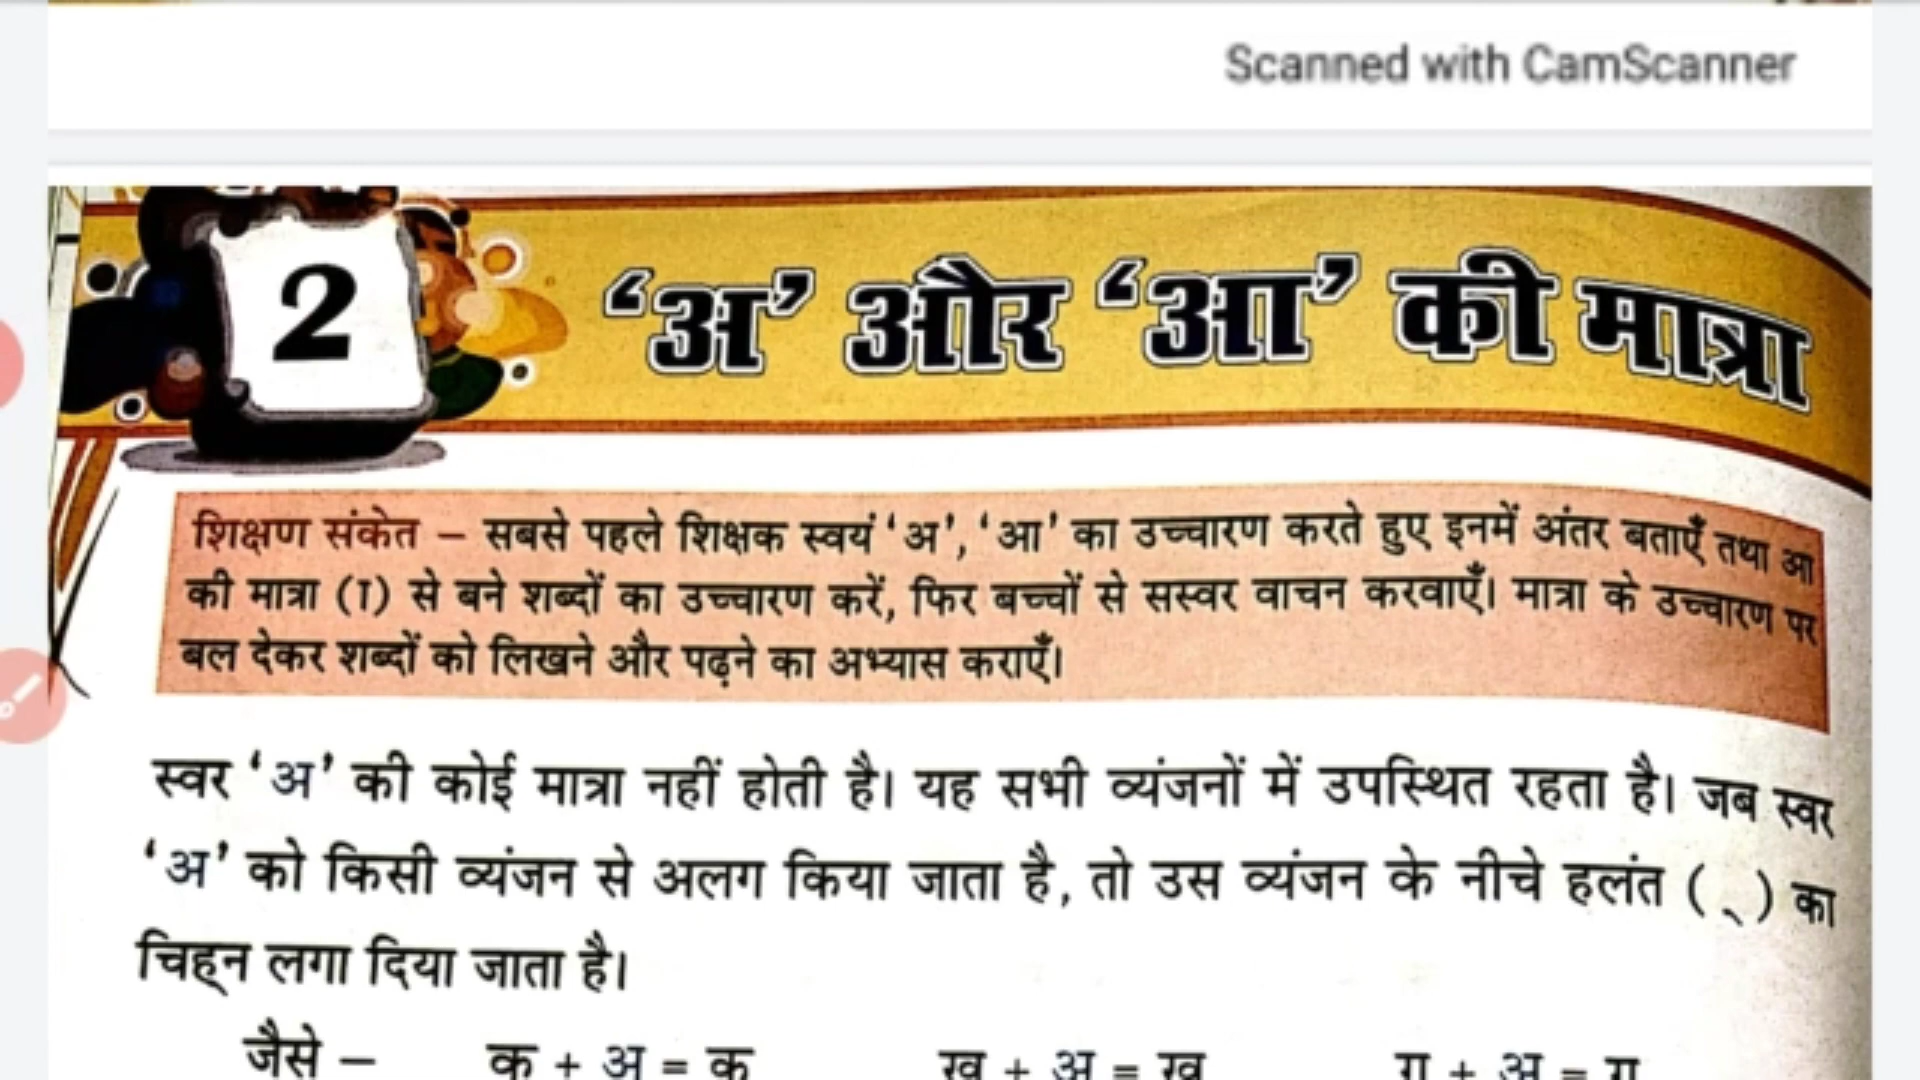 Scanned with CamScanner
2
‘अ’ और ‘आ’ की मात्रा
शिक्षण संकेत – सबसे पहले शिक्षक स्वयं ‘अ’, ‘आ’ का उच्चारण करते हुए इनमें अंतर बताएँ तथा आ
की मात्रा (ा) से बने शब्दों का उच्चारण करें, फिर बच्चों से सस्वर वाचन करवाएँ। मात्रा के उच्चारण पर
बल देकर शब्दों को लिखने और पढ़ने का अभ्यास कराएँ।
स्वर ‘अ’ की कोई मात्रा नहीं होती है। यह सभी व्यंजनों में उपस्थित रहता है। जब स्वर
‘अ’ को किसी व्यंजन से अलग किया जाता है, तो उस व्यंजन के नीचे हलंत (्) का
चिह्न लगा दिया जाता है।
जैसे – क + अ = क ख + अ = ख ग + अ = ग